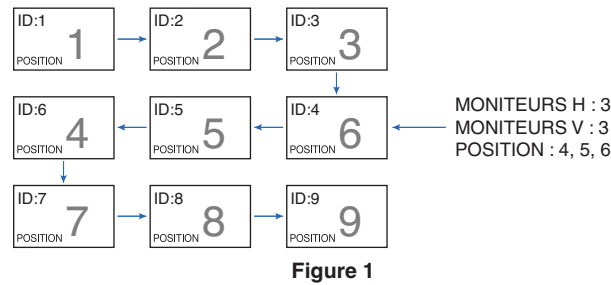 ID:1
POSITION 1
ID:2
POSITION 2
ID:3
POSITION 3
ID:6
POSITION 4
ID:5
POSITION 5
ID:4
POSITION 6
MONITEURS H : 3
MONITEURS V : 3
POSITION : 4, 5, 6
ID:7
POSITION 7
ID:8
POSITION 8
ID:9
POSITION 9
Figure 1